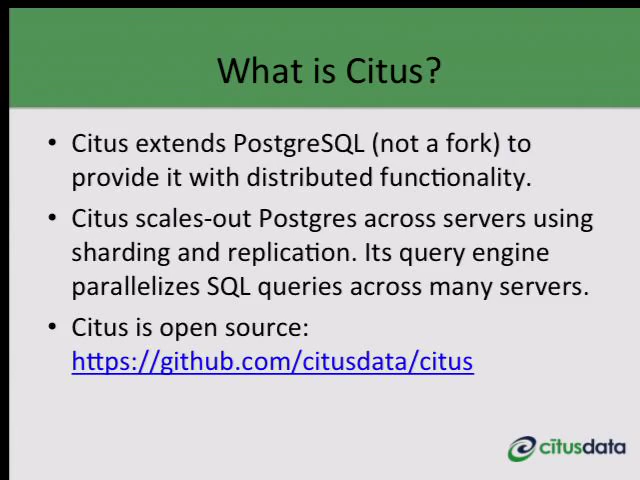 What is Citus?
• Citus extends PostgreSQL (not a fork) to
provide it with distributed functionality.
• Citus scales-out Postgres across servers using
sharding and replication. Its query engine
parallelizes SQL queries across many servers.
• Citus is open source:
https://github.com/citusdata/citus
citusdata